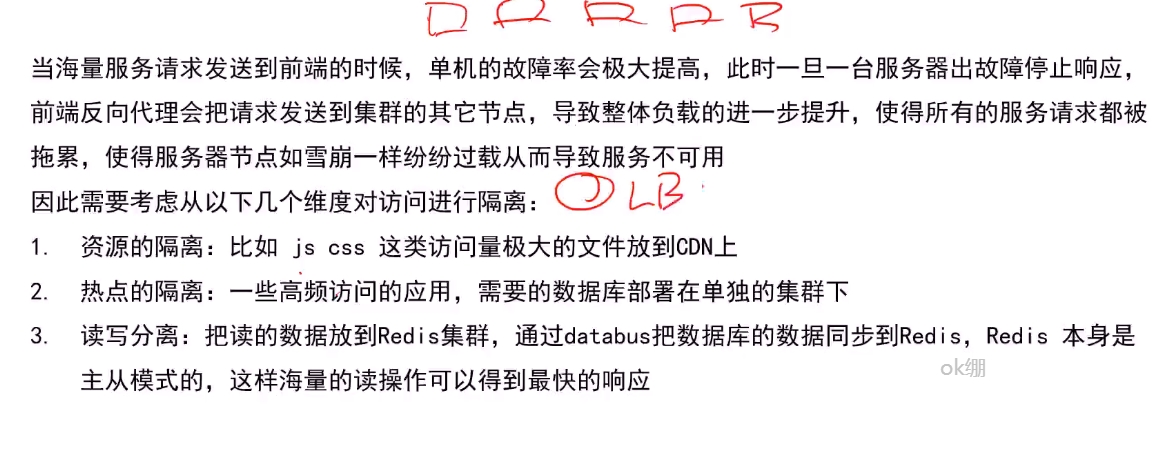 当海量服务请求发送到前端的时候，单机的故障率会极大提高，此时一旦一台服务器出故障停止响应，
前端反向代理会把请求发送到集群的其它节点，导致整体负载的进一步提升，使得所有的服务请求都被
拖累，使得服务器节点如雪崩一样纷纷过载从而导致服务不可用
因此需要考虑从以下几个维度对访问进行隔离： LB
1. 资源的隔离：比如 js css 这类访问量极大的文件放到CDN上
2. 热点的隔离：一些高频访问的应用，需要的数据库部署在单独的集群下
3. 读写分离：把读的数据放到Redis集群，通过databus把数据库的数据同步到Redis，Redis 本身是
主从模式的，这样海量的读操作可以得到最快的响应
ok绷